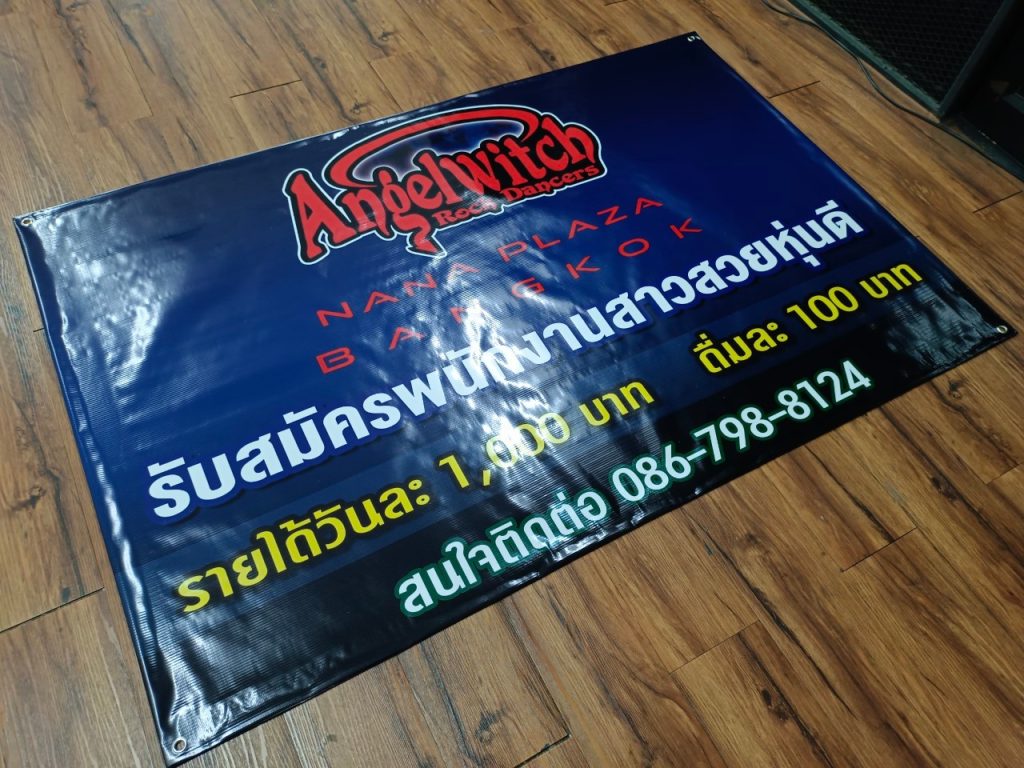 Angelwitch
Rock Dancers
NANA PLAZA
BANGKOK
รับสมัครพนักงานสาวสวยหุ่นดี
รายได้วันละ 1,000 บาท ดื่มละ 100 บาท
สนใจติดต่อ 086-798-8124